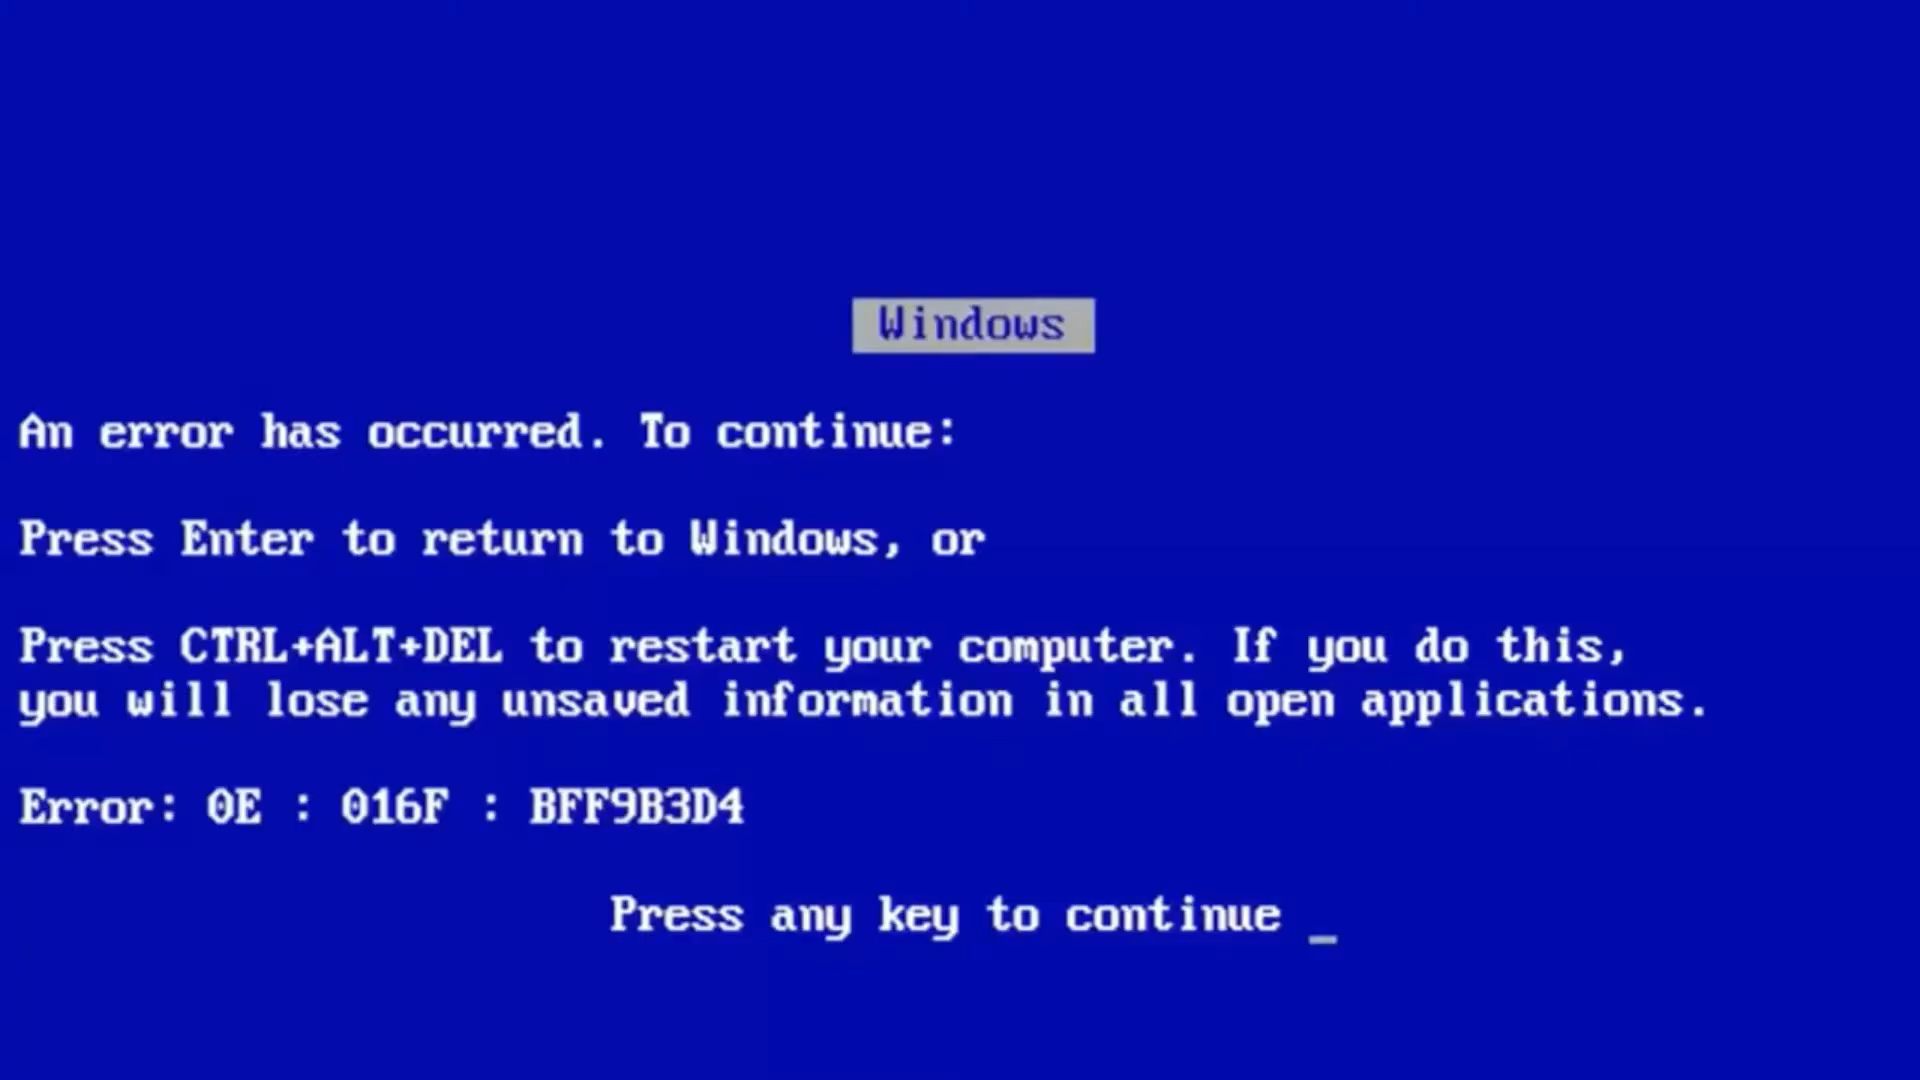 Windows
An error has occurred. To continue:
Press Enter to return to Windows, or
Press CTRL+ALT+DEL to restart your computer. If you do this,
you will lose any unsaved information in all open applications.
Error: 0E : 016F : BFF9B3D4
Press any key to continue _